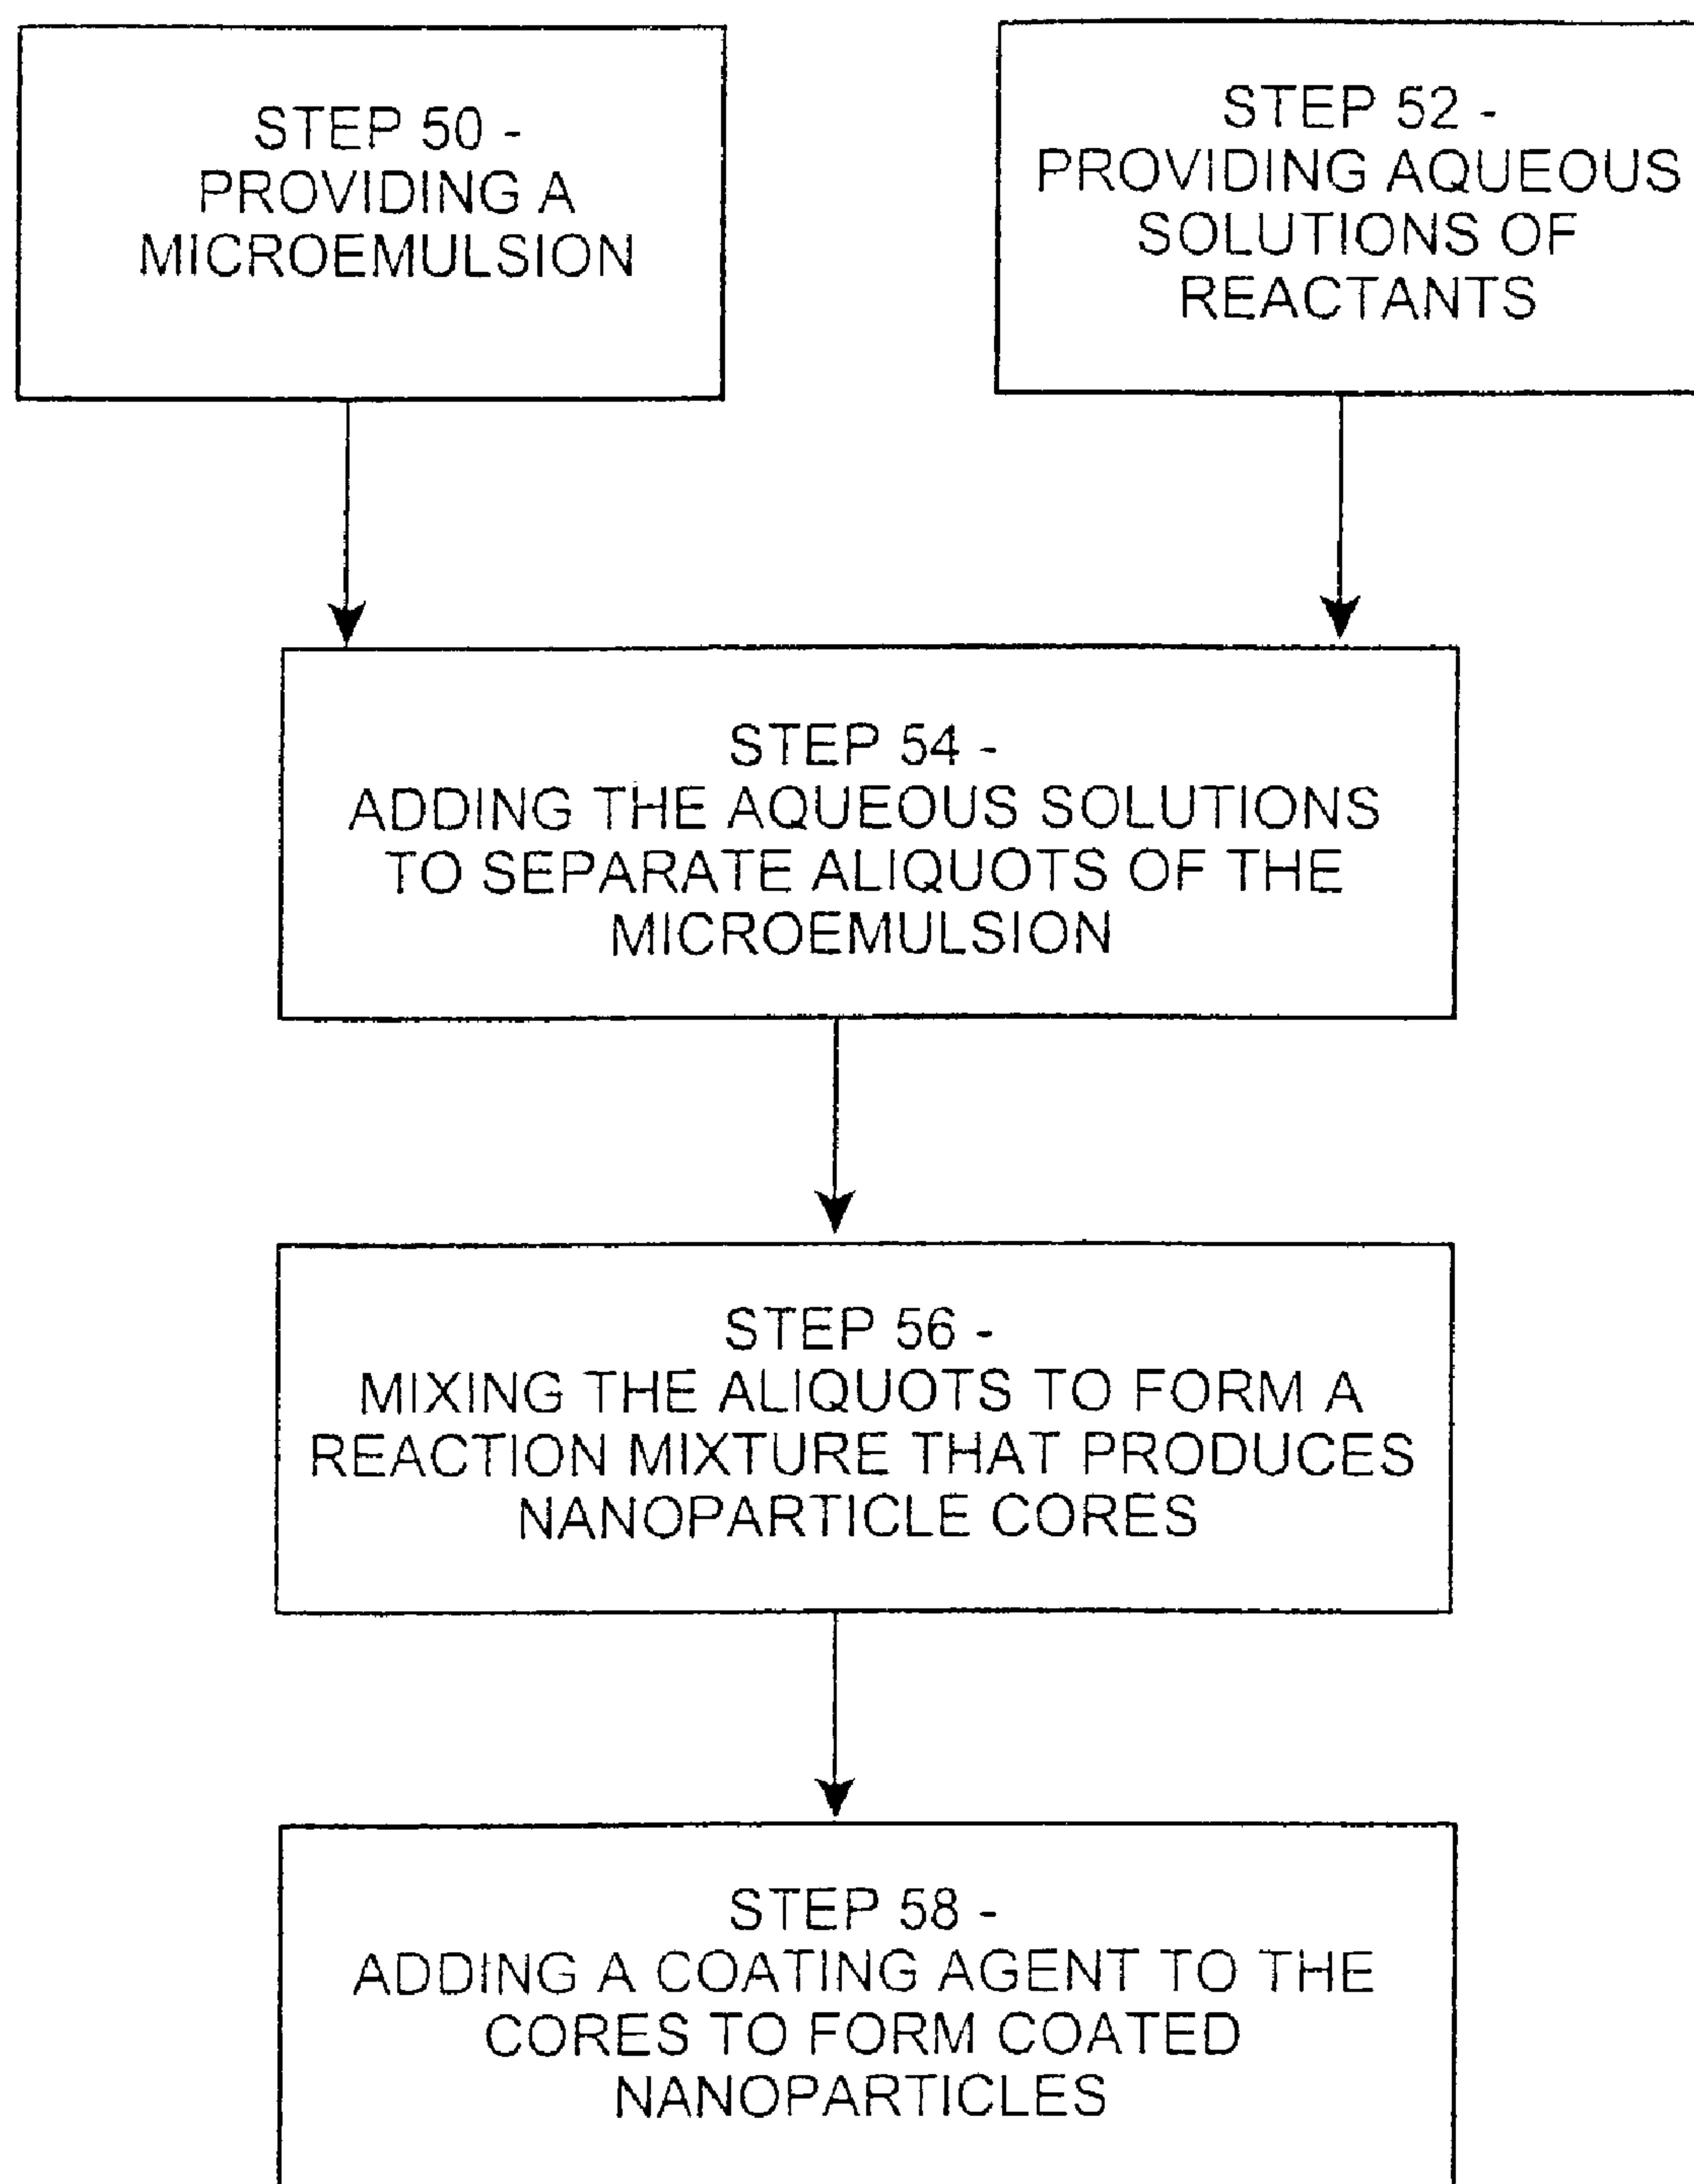 STEP 50 -
PROVIDING A
MICROEMULSION
STEP 52 -
PROVIDING AQUEOUS
SOLUTIONS OF
REACTANTS
STEP 54 -
ADDING THE AQUEOUS SOLUTIONS
TO SEPARATE ALIQUOTS OF THE
MICROEMULSION
STEP 56 -
MIXING THE ALIQUOTS TO FORM A
REACTION MIXTURE THAT PRODUCES
NANOPARTICLE CORES
STEP 58 -
ADDING A COATING AGENT TO THE
CORES TO FORM COATED
NANOPARTICLES